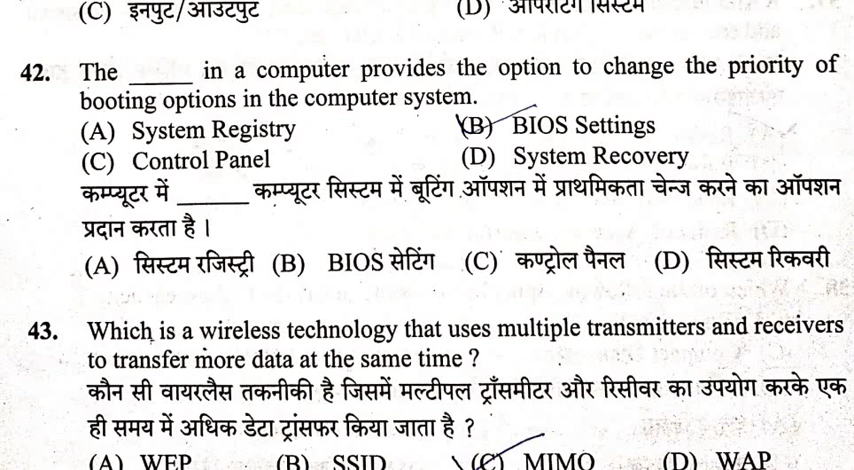 (C) इनपुट/आउटपुट (D) ऑपरेटिंग सिस्टम
42. The ______ in a computer provides the option to change the priority of
booting options in the computer system.
(A) System Registry (B) BIOS Settings
(C) Control Panel (D) System Recovery
कम्प्यूटर में ______ कम्प्यूटर सिस्टम में बूटिंग ऑपशन में प्राथमिकता चेन्ज करने का ऑपशन
प्रदान करता है ।
(A) सिस्टम रजिस्ट्री (B) BIOS सेटिंग (C) कण्ट्रोल पैनल (D) सिस्टम रिकवरी
43. Which is a wireless technology that uses multiple transmitters and receivers
to transfer more data at the same time ?
कौन सी वायरलैस तकनीकी है जिसमें मल्टीपल ट्राँसमीटर और रिसीवर का उपयोग करके एक
ही समय में अधिक डेटा ट्रांसफर किया जाता है ?
(A) WEP (B) SSID (C) MIMO (D) WAP